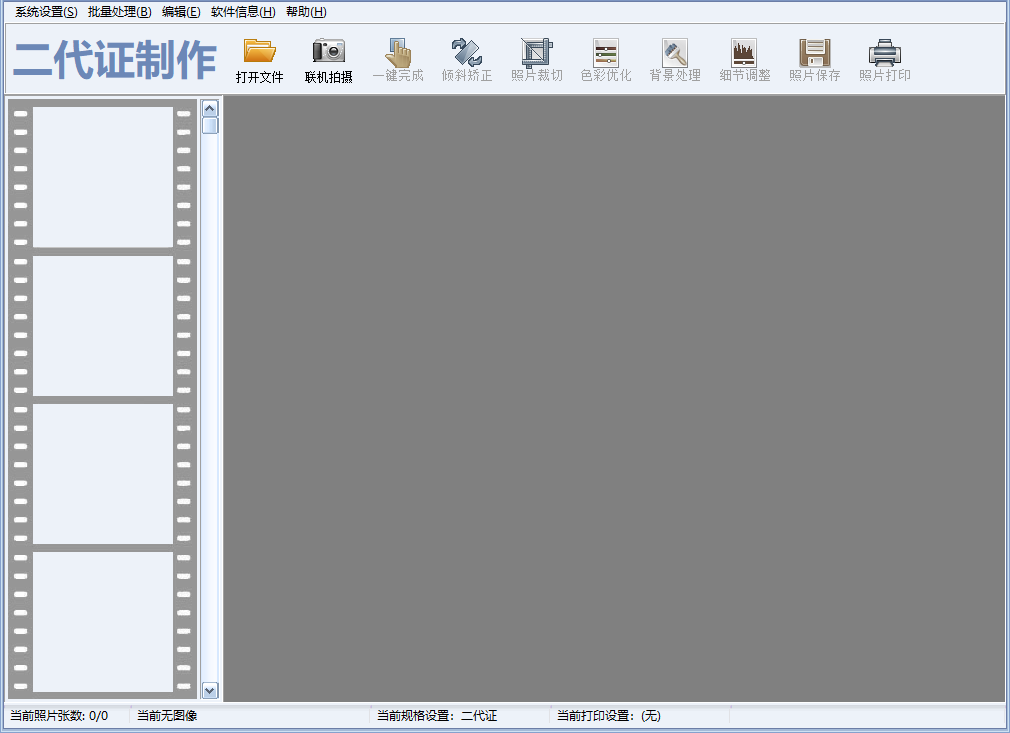 系统设置(S) 批量处理(B) 编辑(E) 软件信息(H) 帮助(H)
二代证制作
打开文件 联机拍摄 一键完成 倾斜矫正 照片裁切 色彩优化 背景处理 细节调整 照片保存 照片打印
当前照片张数: 0/0 当前无图像 当前规格设置：二代证 当前打印设置：(无)